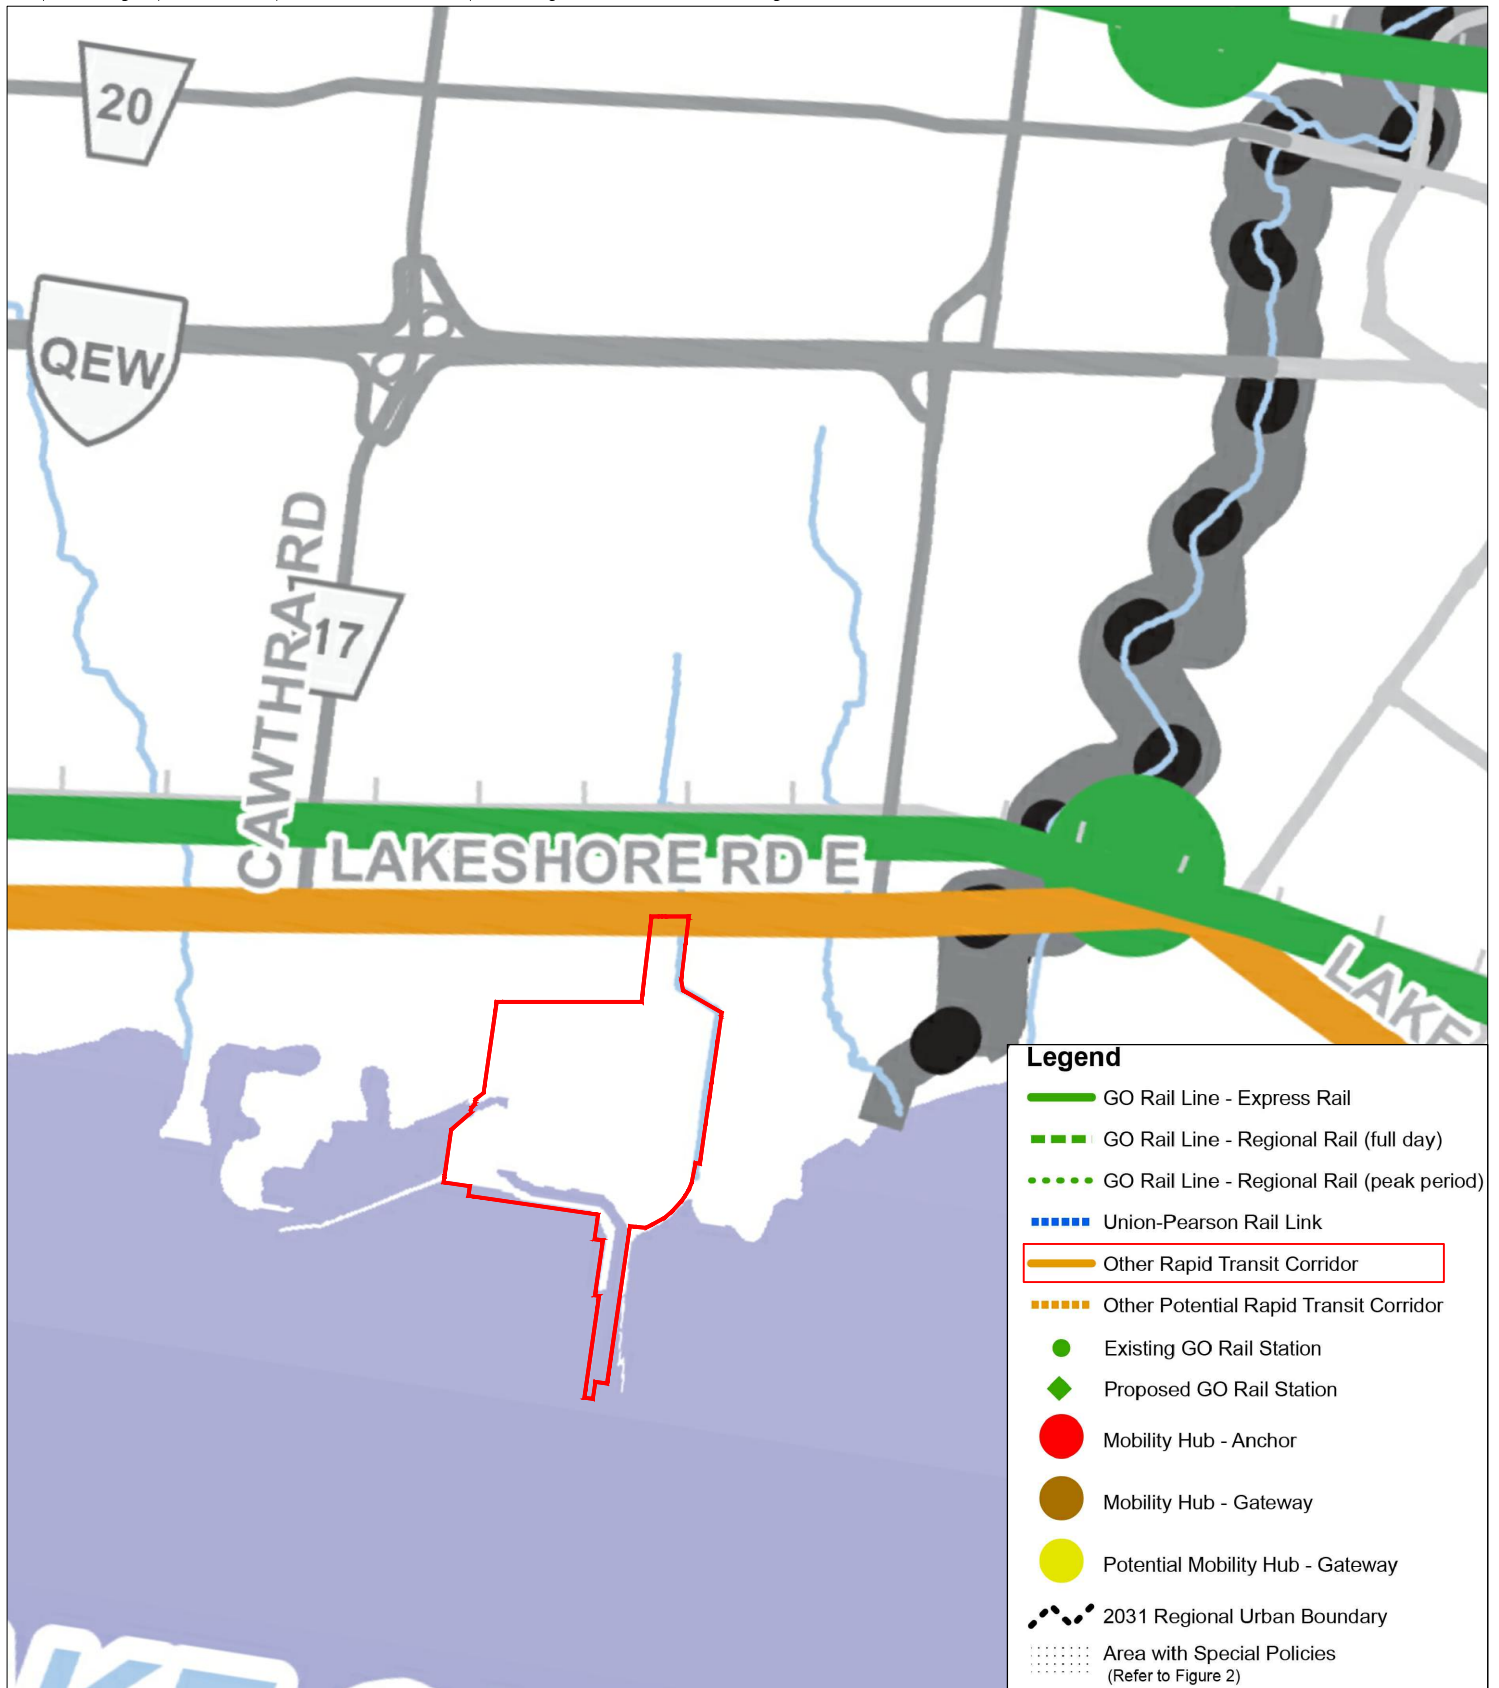 20
QEW
CAWTHRA RD
17
LAKESHORE RD E
LAKE
Legend
GO Rail Line - Express Rail
GO Rail Line - Regional Rail (full day)
GO Rail Line - Regional Rail (peak period)
Union-Pearson Rail Link
Other Rapid Transit Corridor
Other Potential Rapid Transit Corridor
Existing GO Rail Station
Proposed GO Rail Station
Mobility Hub - Anchor
Mobility Hub - Gateway
Potential Mobility Hub - Gateway
2031 Regional Urban Boundary
Area with Special Policies
(Refer to Figure 2)